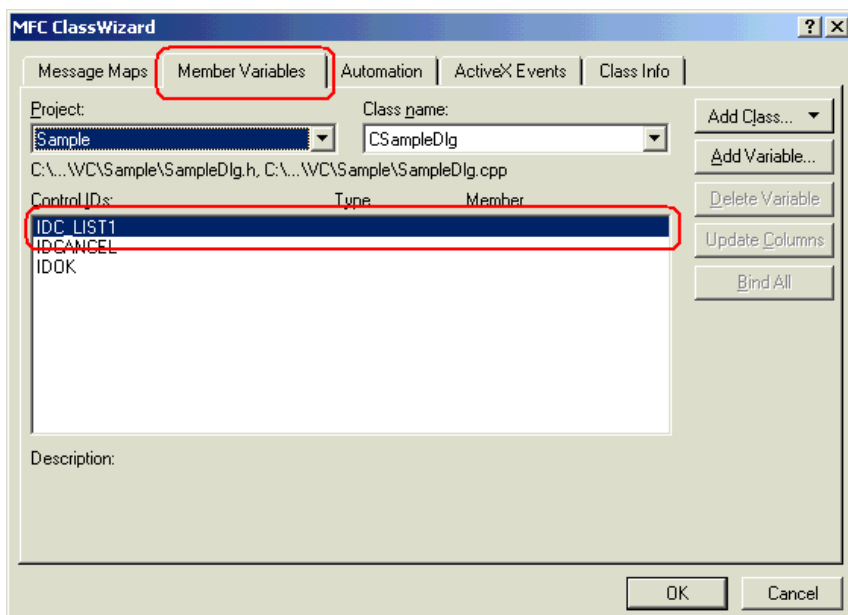 MFC ClassWizard
Message Maps Member Variables Automation ActiveX Events Class Info
Project: Class name:
Sample CSampleDlg
Add Class...
C:\...\VC\Sample\SampleDlg.h, C:\...\VC\Sample\SampleDlg.cpp
Add Variable...
Control IDs: Type Member
Delete Variable
IDC_LIST1
Update Columns
IDCANCEL
IDOK
Bind All
Description:
OK Cancel